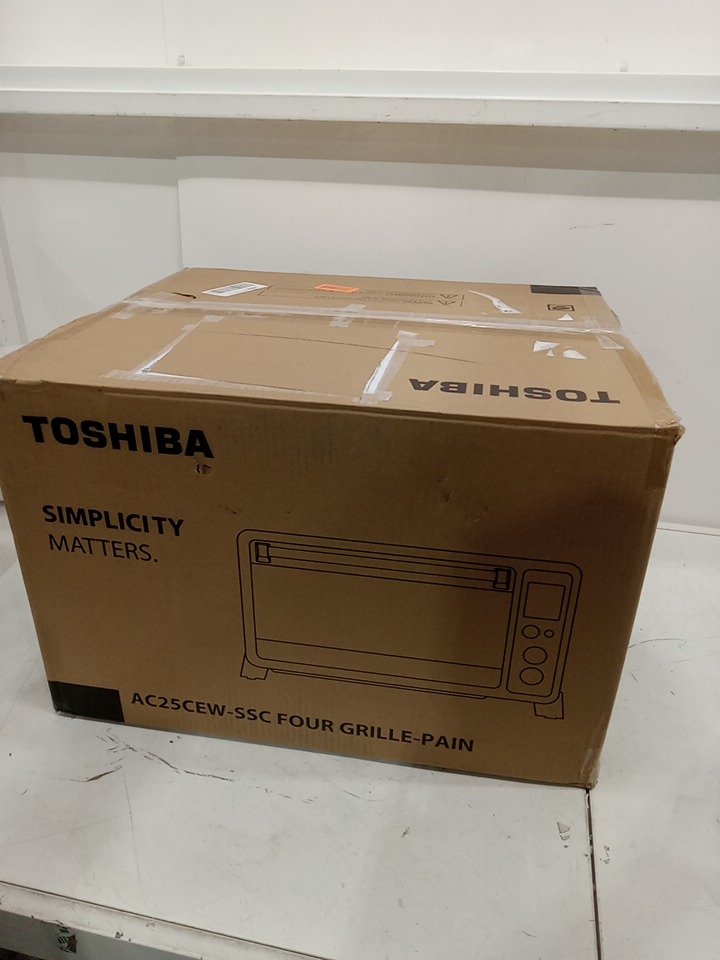 TOSHIBA
TOSHIBA
SIMPLICITY
MATTERS.
AC25CEW-SSC FOUR GRILLE-PAIN